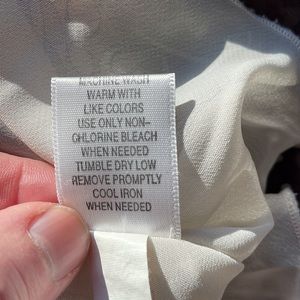 MACHINE WASH
WARM WITH
LIKE COLORS
USE ONLY NON-
CHLORINE BLEACH
WHEN NEEDED
TUMBLE DRY LOW
REMOVE PROMPTLY
COOL IRON
WHEN NEEDED